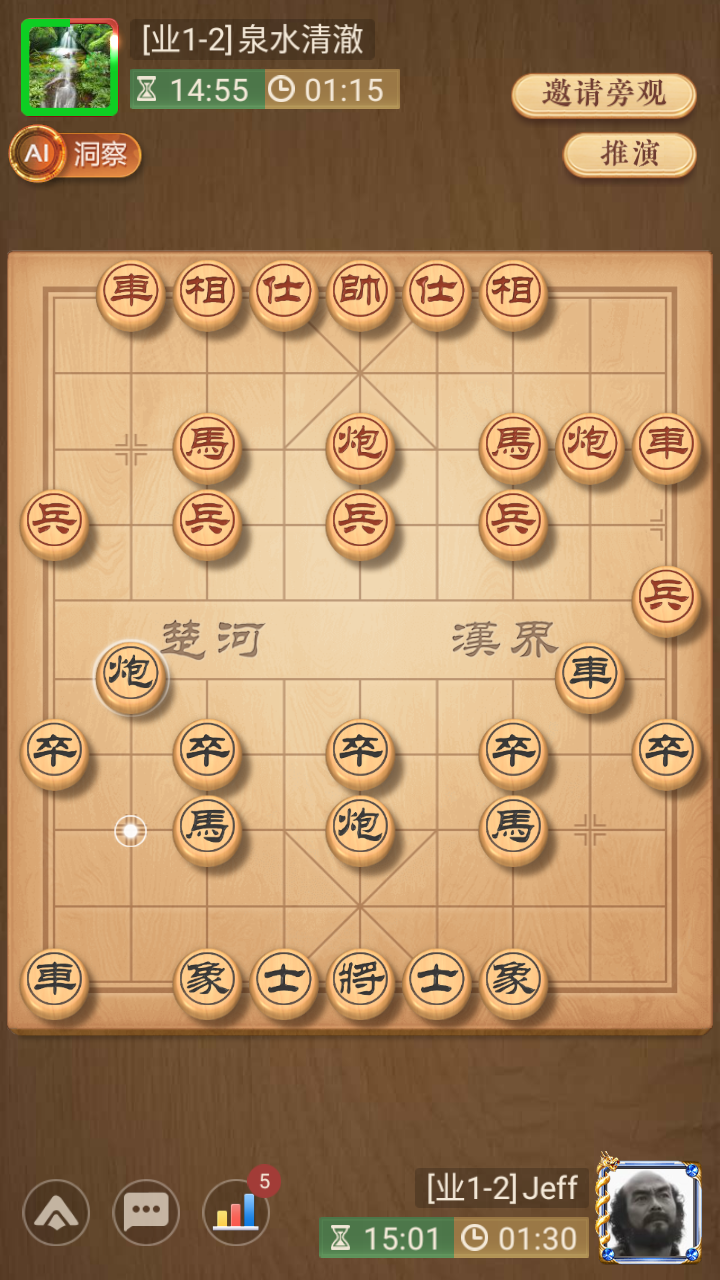 [业1-2]泉水清澈
14:55 01:15
邀请旁观
AI 洞察
推演
車相仕帥仕相
馬炮馬炮車
兵兵兵兵
兵
楚河 漢界
炮車
卒卒卒卒卒
馬炮馬
車象士將士象
5
[业1-2]Jeff
15:01 01:30